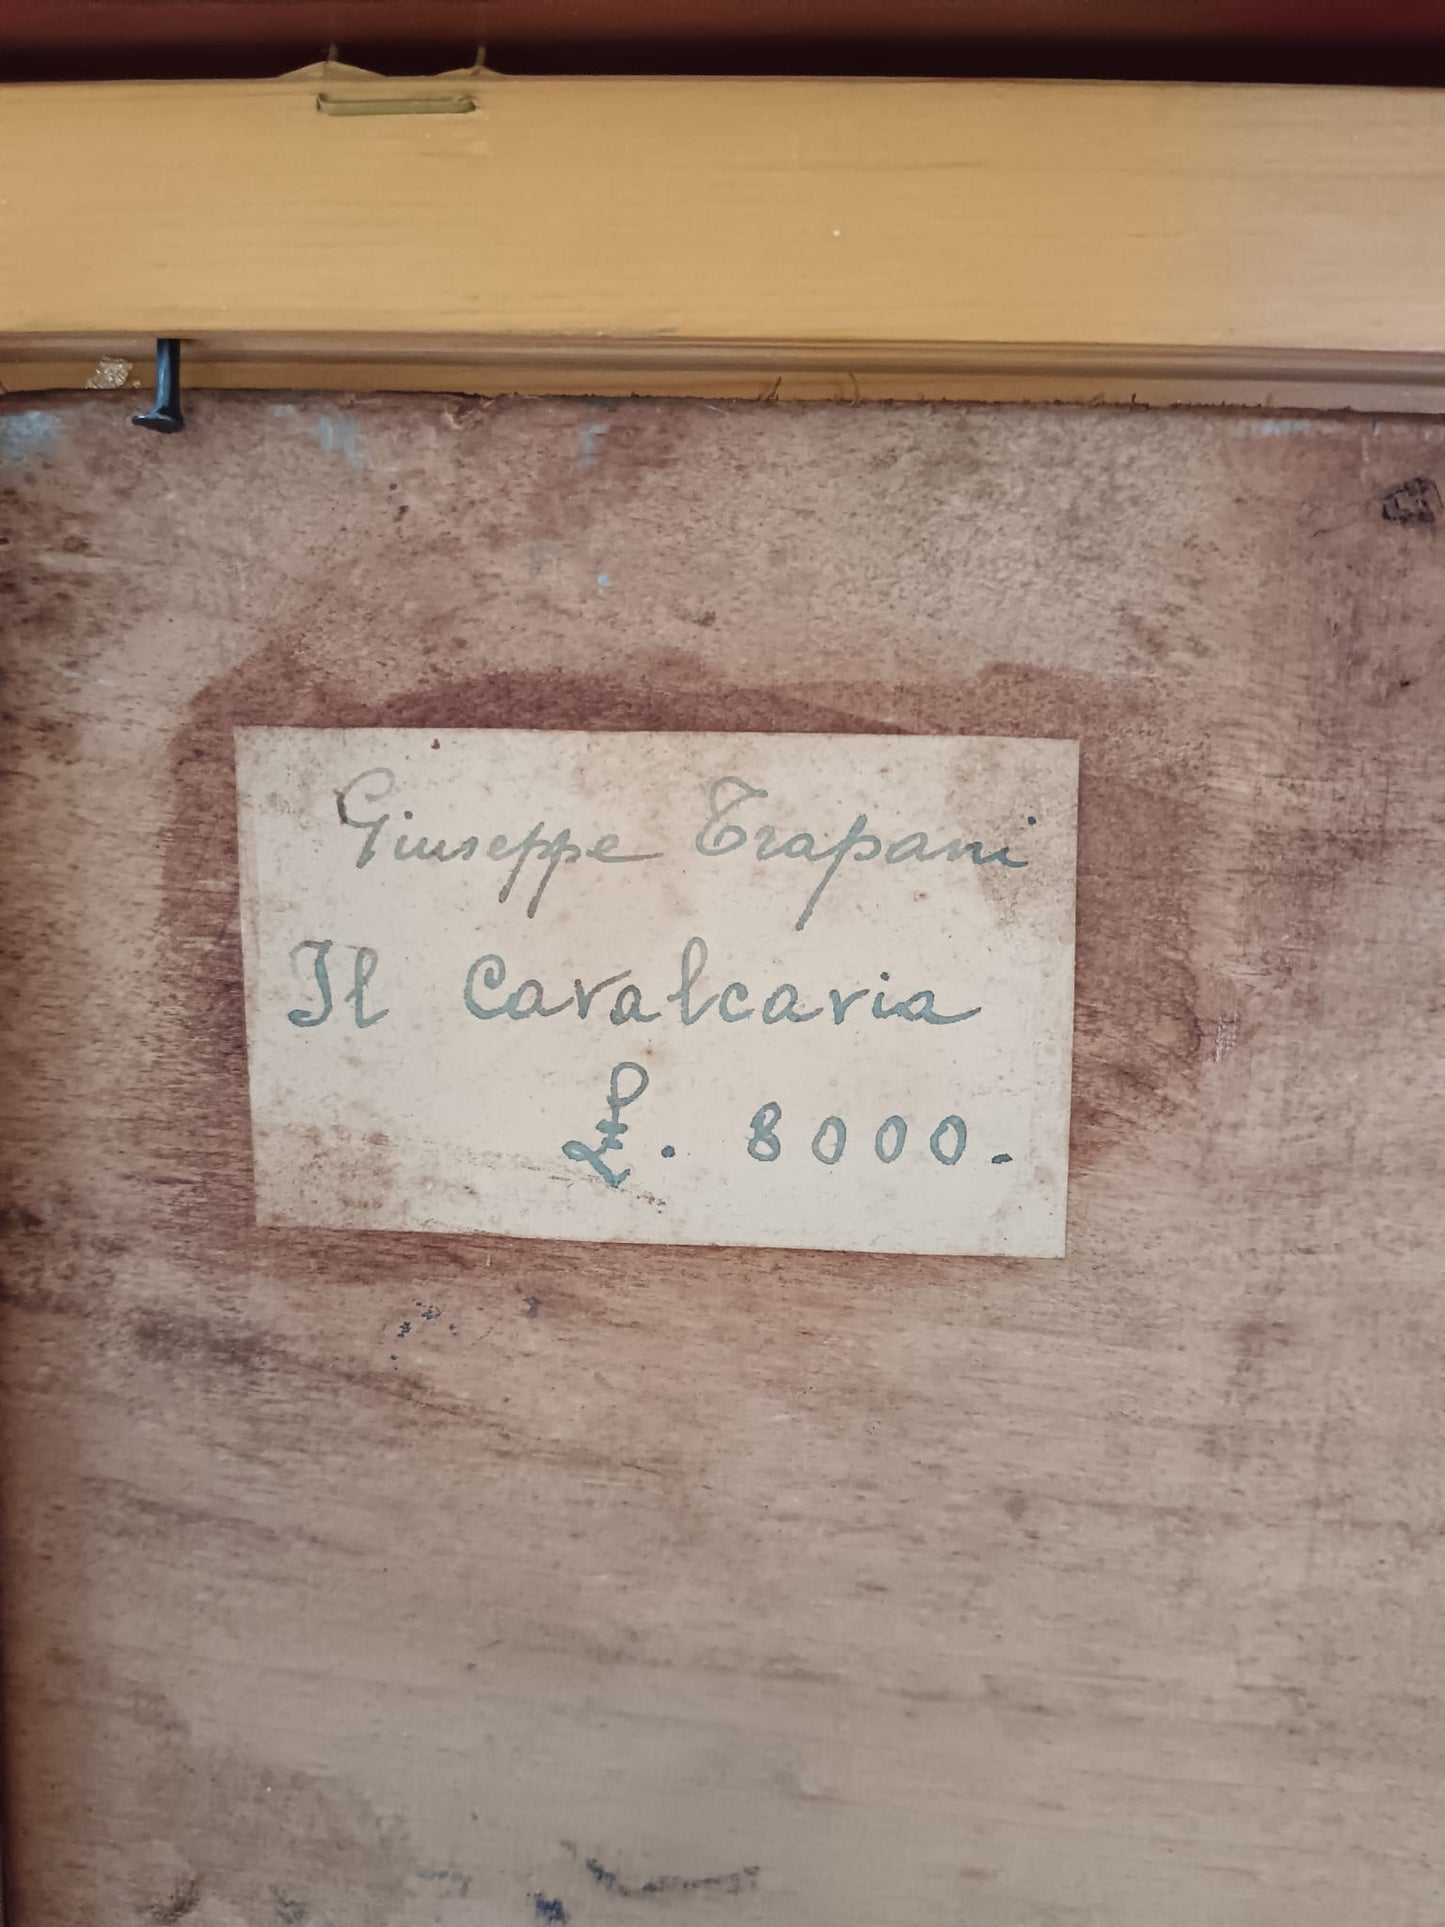 Giuseppe Trapani
Il Cavalcavia
£. 8000.